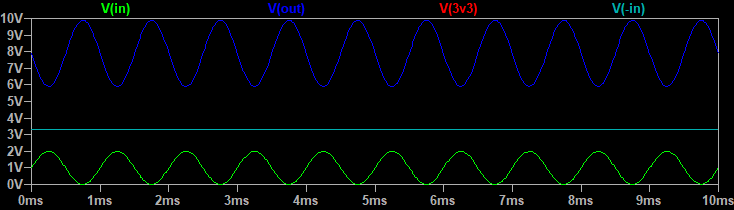 V(in) V(out) V(3v3) V(-in)
10V
9V
8V
7V
6V
5V
4V
3V
2V
1V
0V
0ms 1ms 2ms 3ms 4ms 5ms 6ms 7ms 8ms 9ms 10ms